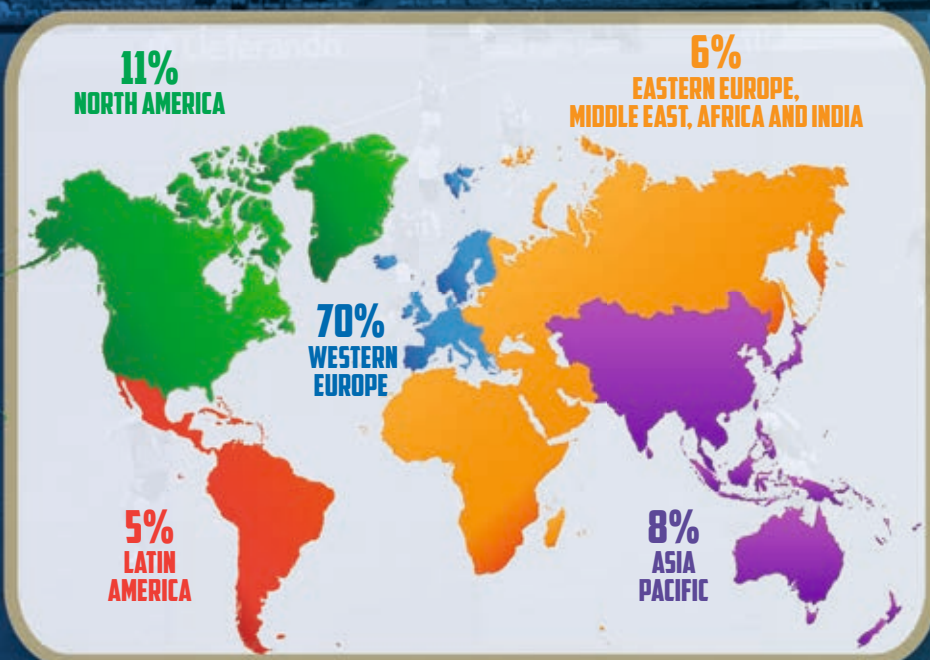 11%
NORTH AMERICA
6%
EASTERN EUROPE,
MIDDLE EAST, AFRICA AND INDIA
70%
WESTERN
EUROPE
5%
LATIN
AMERICA
8%
ASIA
PACIFIC